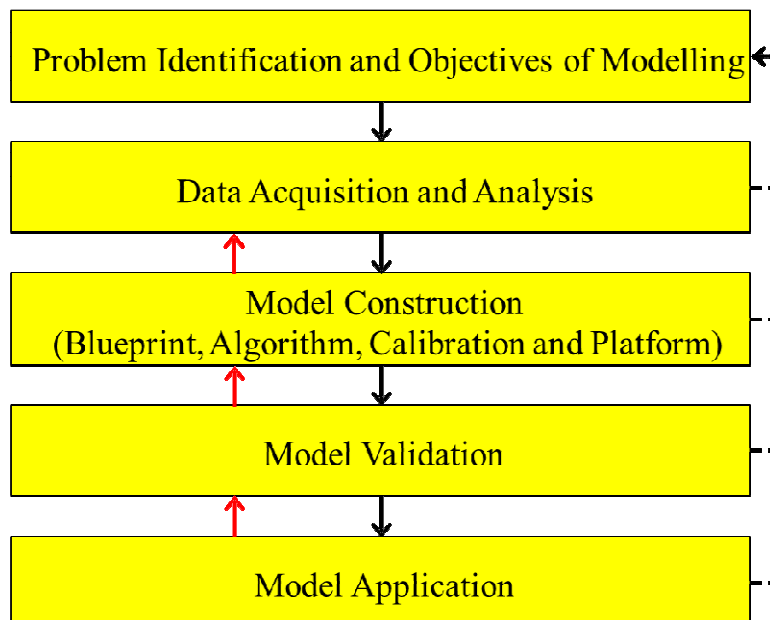 Problem Identification and Objectives of Modelling
Data Acquisition and Analysis
Model Construction
(Blueprint, Algorithm, Calibration and Platform)
Model Validation
Model Application